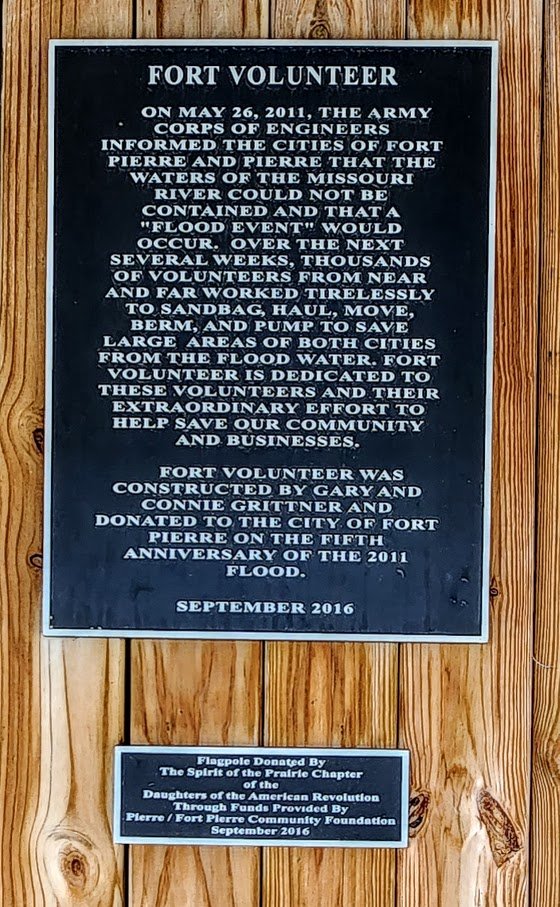 FORT VOLUNTEER
ON MAY 26, 2011, THE ARMY
CORPS OF ENGINEERS
INFORMED THE CITIES OF FORT
PIERRE AND PIERRE THAT THE
WATERS OF THE MISSOURI
RIVER COULD NOT BE
CONTAINED AND THAT A
"FLOOD EVENT" WOULD
OCCUR. OVER THE NEXT
SEVERAL WEEKS, THOUSANDS
OF VOLUNTEERS FROM NEAR
AND FAR WORKED TIRELESSLY
TO SANDBAG, HAUL, MOVE,
BERM, AND PUMP TO SAVE
LARGE AREAS OF BOTH CITIES
FROM THE FLOOD WATER. FORT
VOLUNTEER IS DEDICATED TO
THESE VOLUNTEERS AND THEIR
EXTRAORDINARY EFFORT TO
HELP SAVE OUR COMMUNITY
AND BUSINESSES.
FORT VOLUNTEER WAS
CONSTRUCTED BY GARY AND
CONNIE GRITTNER AND
DONATED TO THE CITY OF FORT
PIERRE ON THE FIFTH
ANNIVERSARY OF THE 2011
FLOOD.
SEPTEMBER 2016
Flagpole Donated By
The Spirit of the Prairie Chapter
of the
Daughters of the American Revolution
Through Funds Provided By
Pierre / Fort Pierre Community Foundation
September 2016